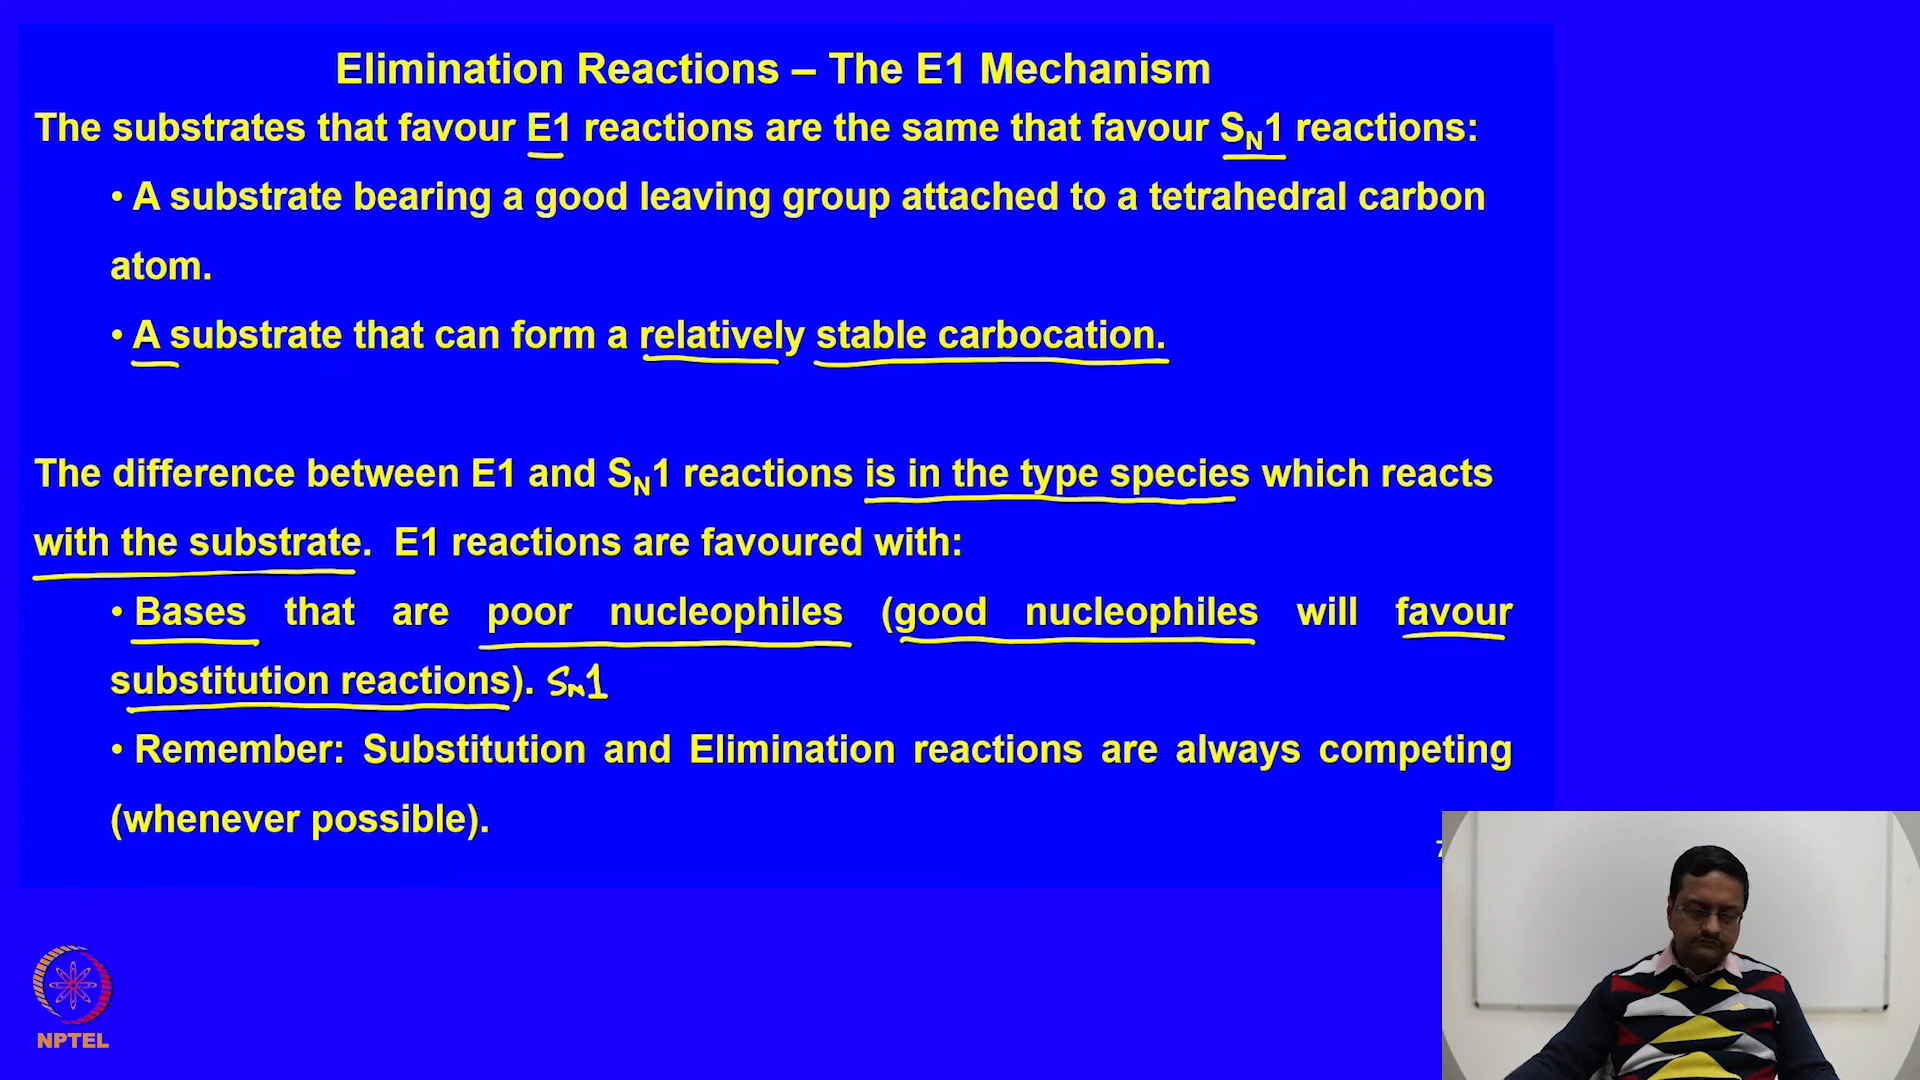 Elimination Reactions – The E1 Mechanism
The substrates that favour E1 reactions are the same that favour SN1 reactions:
• A substrate bearing a good leaving group attached to a tetrahedral carbon
atom.
• A substrate that can form a relatively stable carbocation.
The difference between E1 and SN1 reactions is in the type species which reacts
with the substrate. E1 reactions are favoured with:
• Bases that are poor nucleophiles (good nucleophiles will favour
substitution reactions). SN1
• Remember: Substitution and Elimination reactions are always competing
(whenever possible).
NPTEL